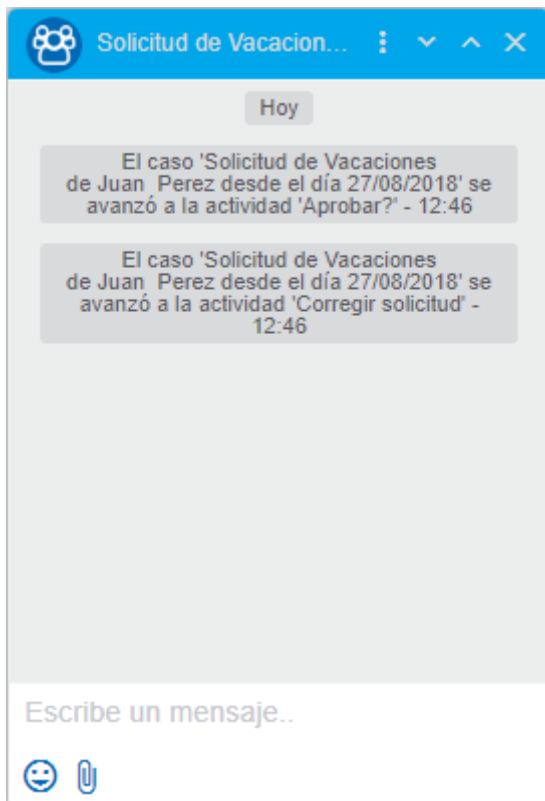 Solicitud de Vacacion...
Hoy
El caso 'Solicitud de Vacaciones
de Juan  Perez desde el día 27/08/2018' se
avanzó a la actividad 'Aprobar?' - 12:46
El caso 'Solicitud de Vacaciones
de Juan  Perez desde el día 27/08/2018' se
avanzó a la actividad 'Corregir solicitud' -
12:46
Escribe un mensaje..